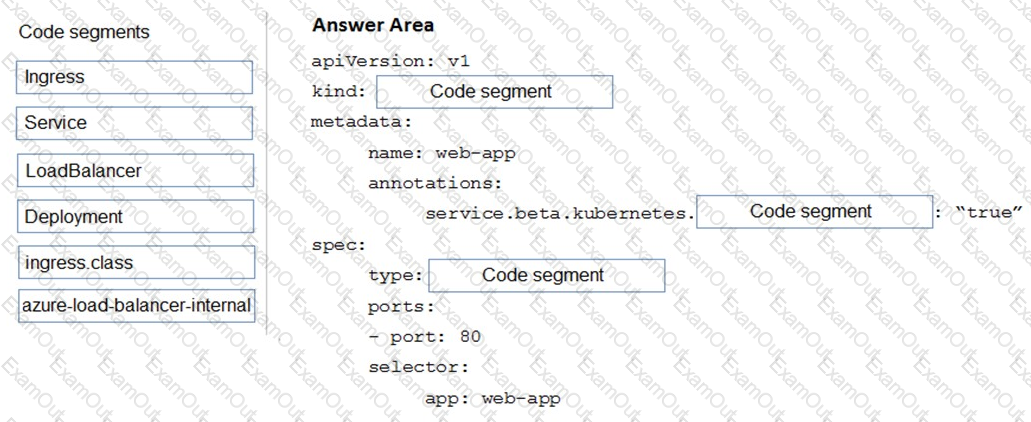 Code segments
Ingress
Service
LoadBalancer
Deployment
ingress.class
azure-load-balancer-internal
Answer Area
apiVersion: v1
kind: Code segment
metadata:
name: web-app
annotations:
service.beta.kubernetes. Code segment : “true”
spec:
type: Code segment
ports:
- port: 80
selector:
app: web-app
ExamOut